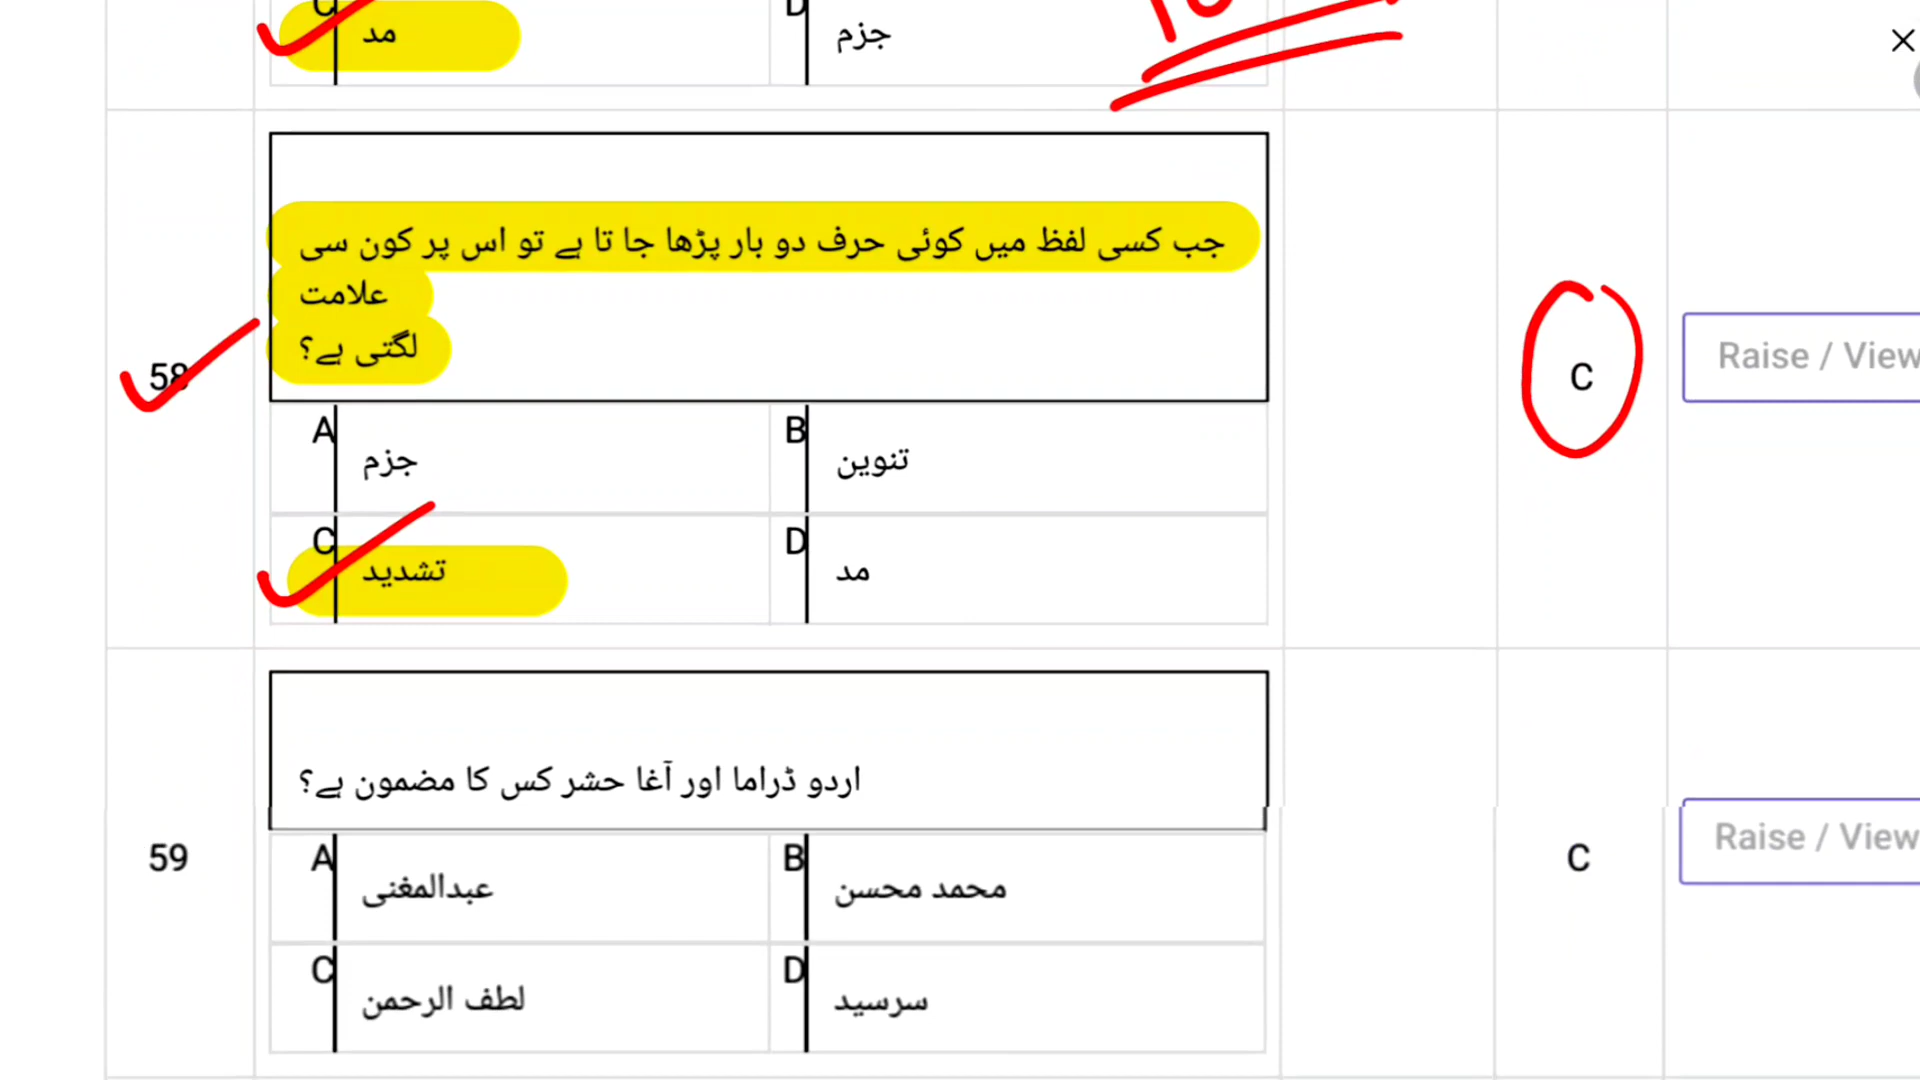 C
مد
D
جزم
58
جب کسی لفظ میں کوئی حرف دو بار پڑھا جا تا ہے تو اس پر کون سی
علامت
لگتی ہے؟
A
جزم
B
تنوین
C
تشدید
D
مد
C
Raise / View
59
اردو ڈراما اور آغا حشر کس کا مضمون ہے؟
A
عبدالمغنی
B
محمد محسن
C
لطف الرحمن
D
سرسید
C
Raise / View